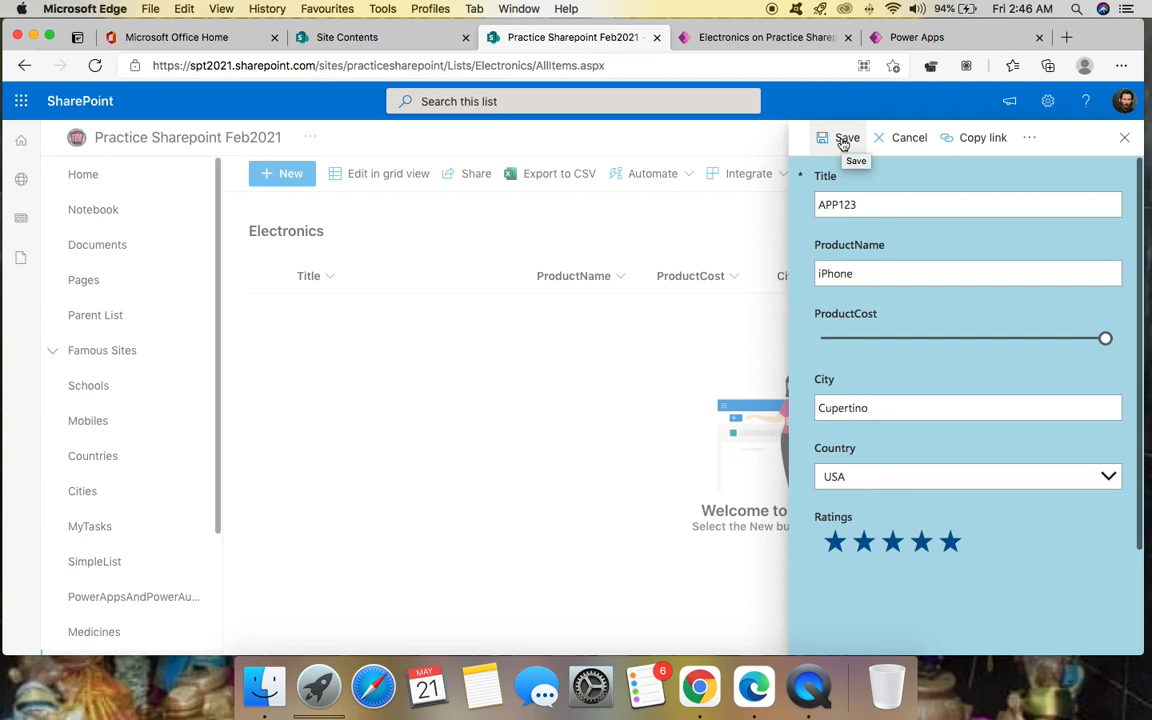 Microsoft Edge File Edit View History Favourites Tools Profiles Tab Window Help 94% Fri 2:46 AM
Microsoft Office Home
Site Contents
Practice Sharepoint Feb2021 -
Electronics on Practice Sharep
Power Apps
https://spt2021.sharepoint.com/sites/practicesharepoint/Lists/Electronics/AllItems.aspx
SharePoint
Search this list
Practice Sharepoint Feb2021
Save
Cancel
Copy link
Save
+ New
Edit in grid view
Share
Export to CSV
Automate
Integrate
Home
Notebook
Documents
Pages
Parent List
Famous Sites
Schools
Mobiles
Countries
Cities
MyTasks
SimpleList
PowerAppsAndPowerAu...
Medicines
Electronics
Title
ProductName
ProductCost
Ci
Welcome to
Select the New bu
* Title
APP123
ProductName
iPhone
ProductCost
City
Cupertino
Country
USA
Ratings
MAY
21
6